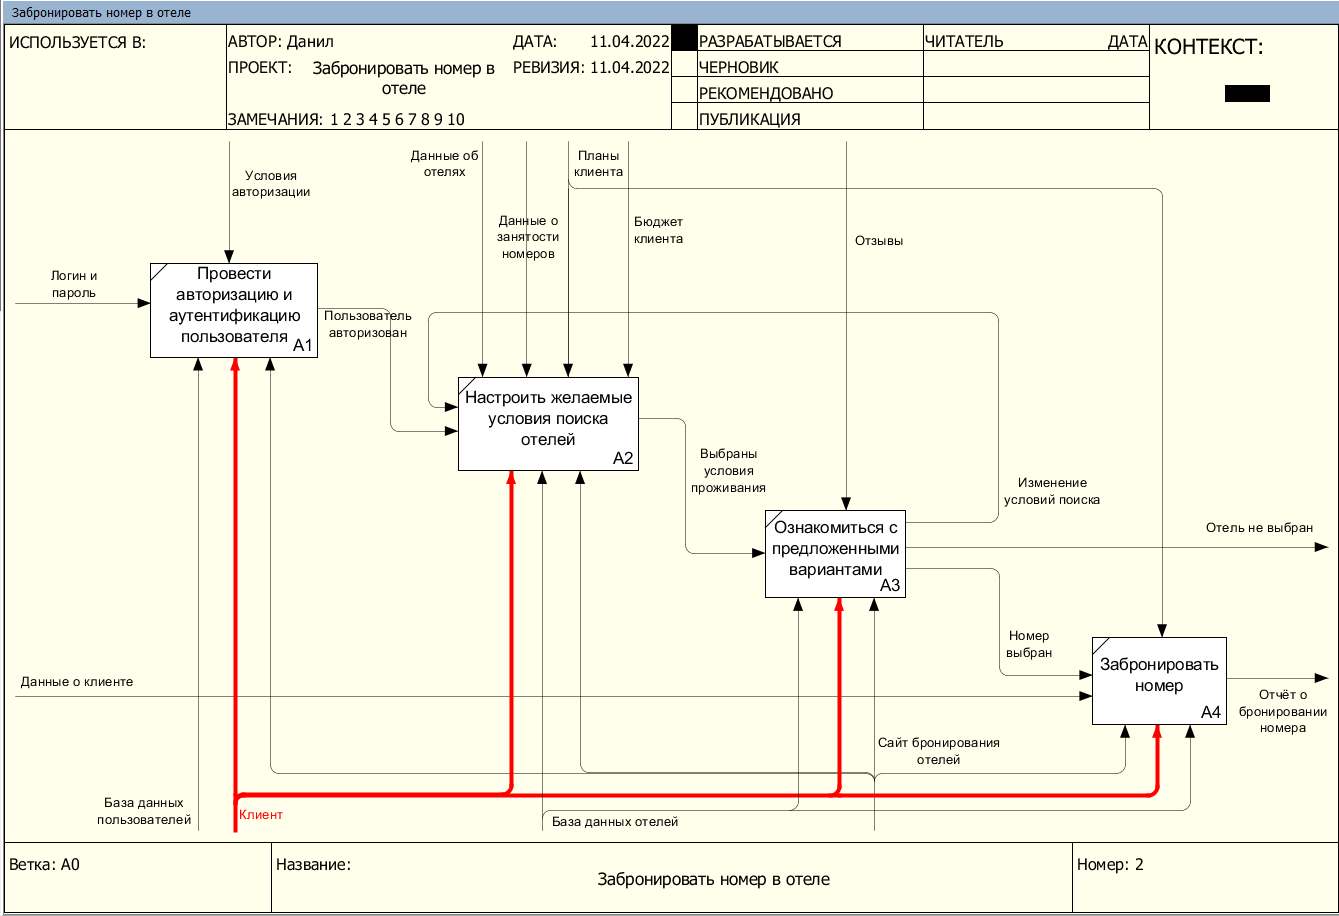 Забронировать номер в отеле
ИСПОЛЬЗУЕТСЯ В:
АВТОР: Данил
ДАТА: 11.04.2022
ПРОЕКТ: Забронировать номер в
отеле
РЕВИЗИЯ: 11.04.2022
ЗАМЕЧАНИЯ: 1 2 3 4 5 6 7 8 9 10
РАЗРАБАТЫВАЕТСЯ
ЧЕРНОВИК
РЕКОМЕНДОВАНО
ПУБЛИКАЦИЯ
ЧИТАТЕЛЬ
ДАТА
КОНТЕКСТ:
Условия
авторизации
Данные об
отелях
Данные о
занятости
номеров
Планы
клиента
Бюджет
клиента
Отзывы
Логин и
пароль
Провести
авторизацию и
аутентификацию
пользователя
A1
Пользователь
авторизован
Настроить желаемые
условия поиска
отелей
A2
Выбраны
условия
проживания
Изменение
условий поиска
Ознакомиться с
предложенными
вариантами
A3
Отель не выбран
Номер
выбран
Забронировать
номер
A4
Данные о клиенте
Отчёт о
бронировании
номера
Сайт бронирования
отелей
База данных
пользователей
Клиент
База данных отелей
Ветка: A0
Название:
Забронировать номер в отеле
Номер: 2